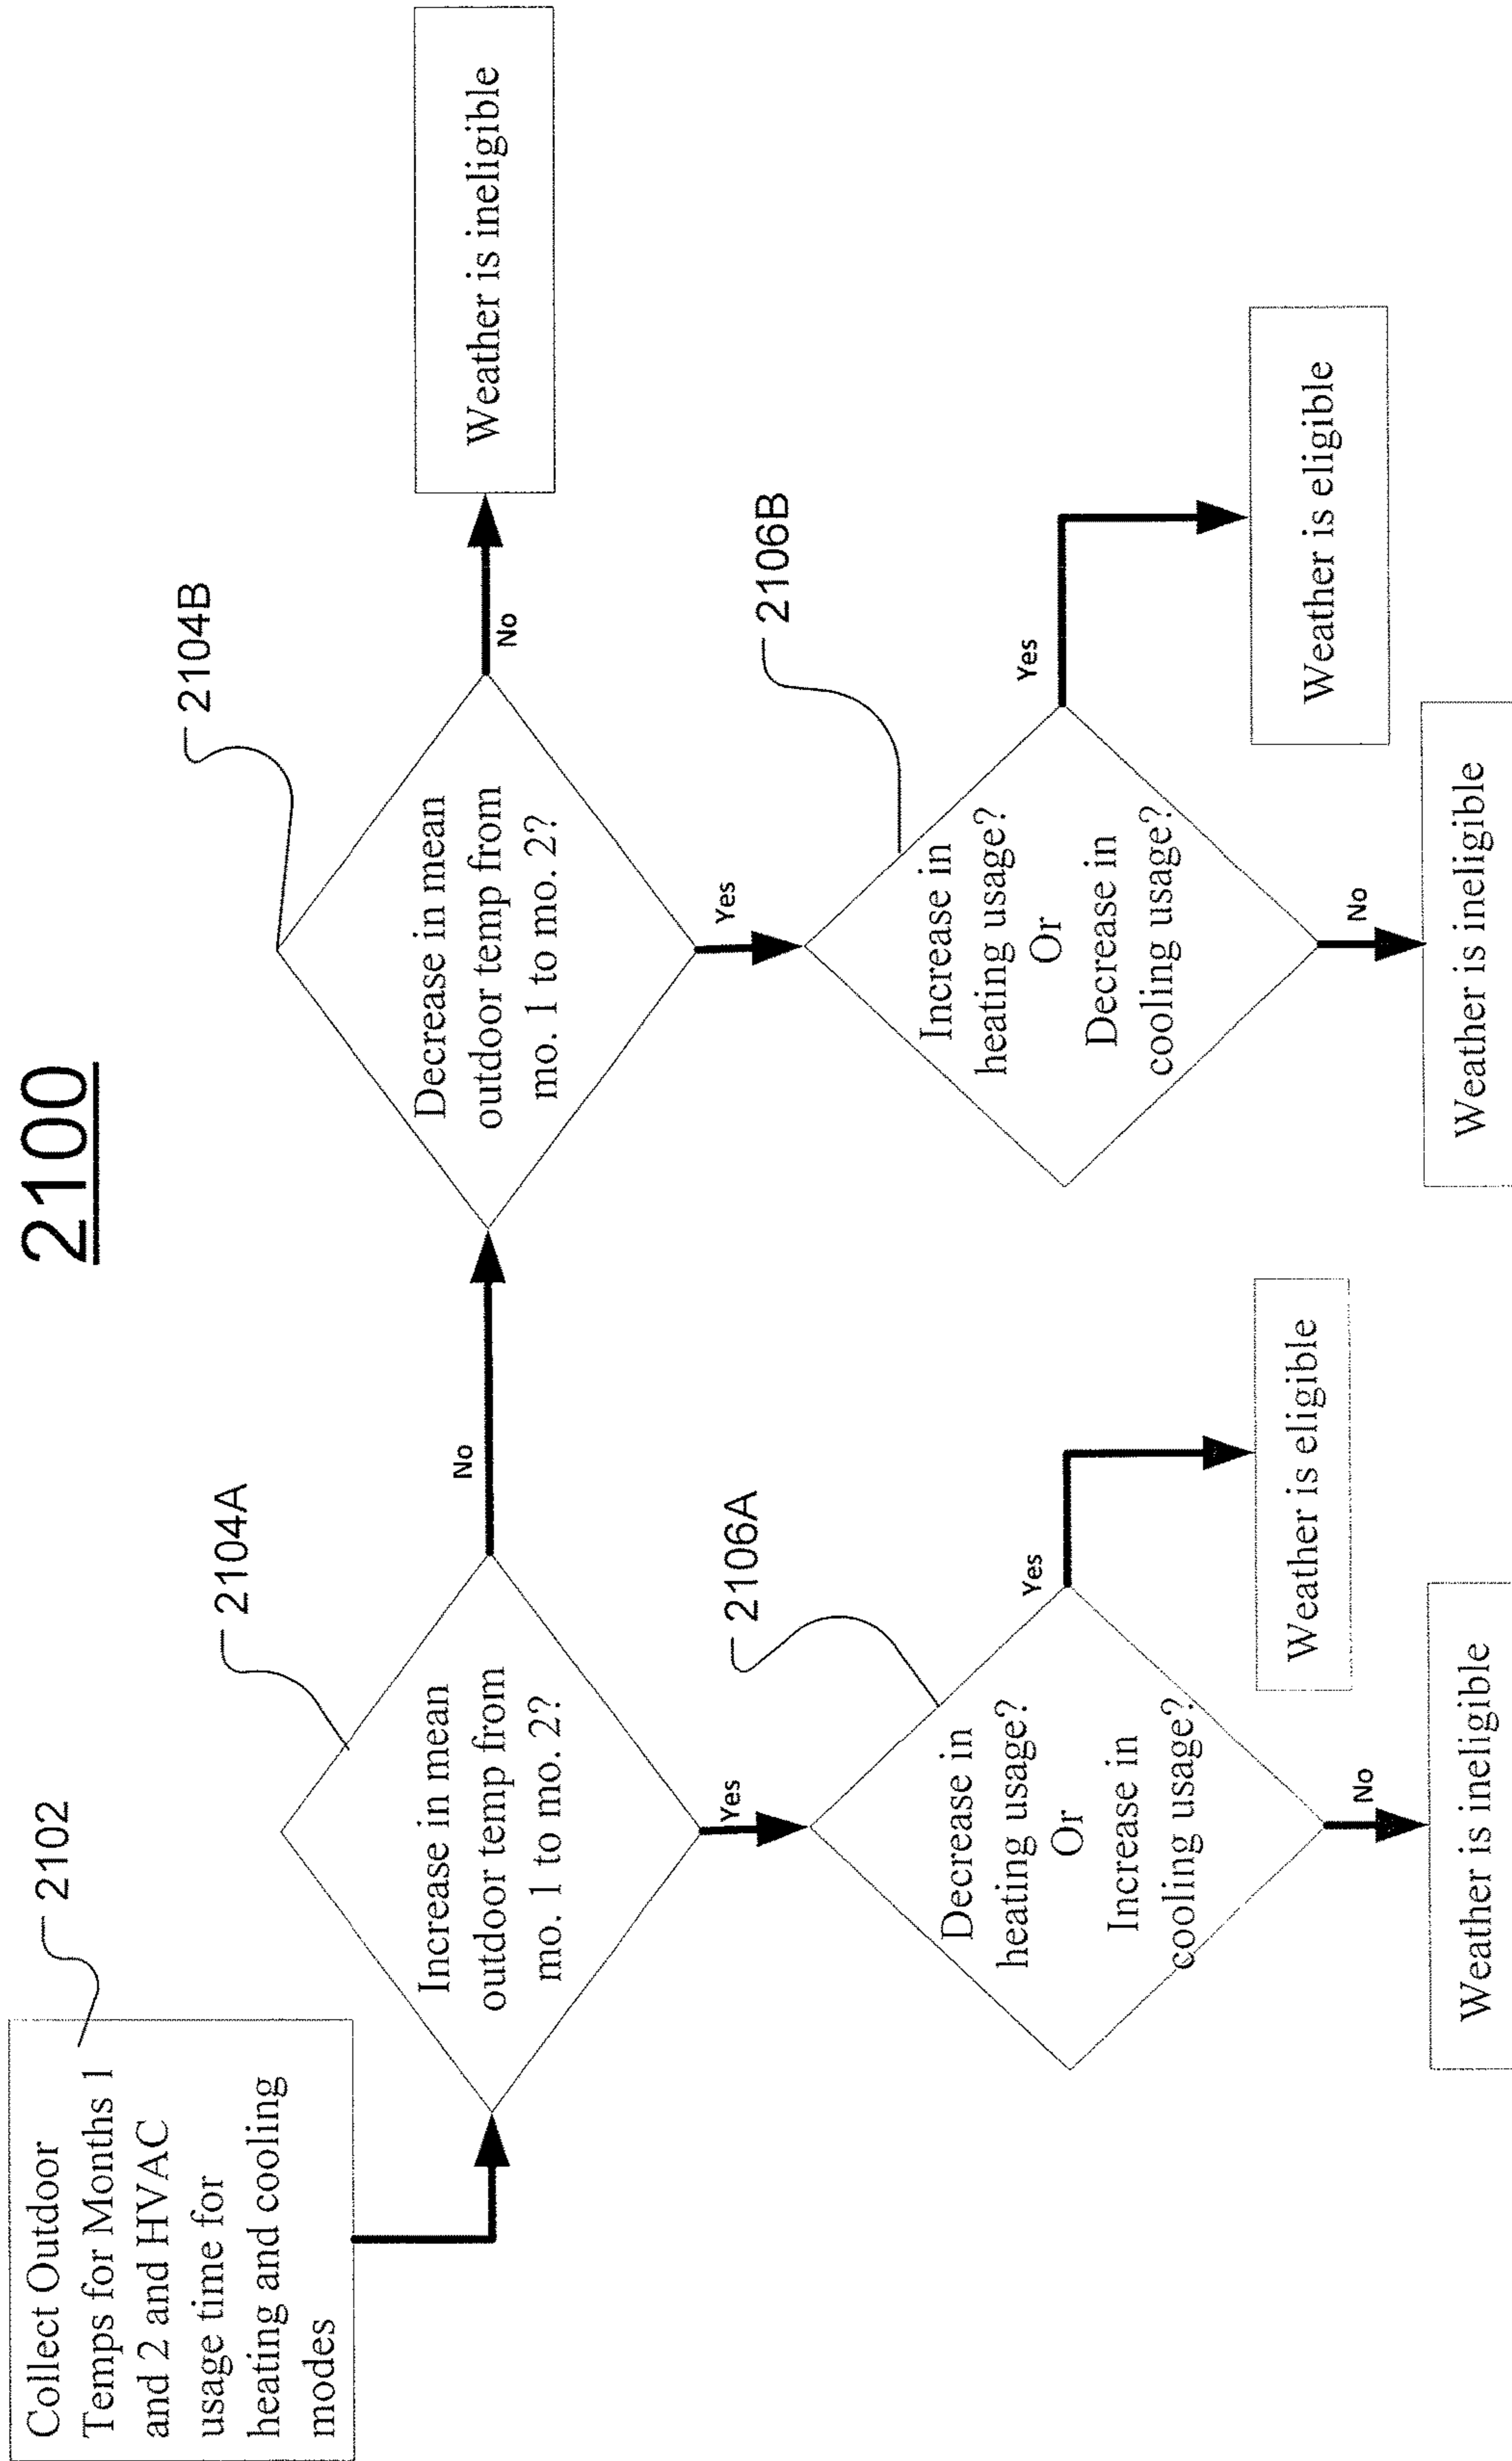 2100
Collect Outdoor
Temps for Months 1
and 2 and HVAC
usage time for
heating and cooling
modes
2102
Increase in mean
outdoor temp from
mo. 1 to mo. 2?
2104A
No
Decrease in mean
outdoor temp from
mo. 1 to mo. 2?
2104B
No
Weather is ineligible
Yes
Decrease in
heating usage?
Or
Increase in
cooling usage?
2106A
Yes
Weather is eligible
No
Weather is ineligible
Yes
Increase in
heating usage?
Or
Decrease in
cooling usage?
2106B
Yes
Weather is eligible
No
Weather is ineligible